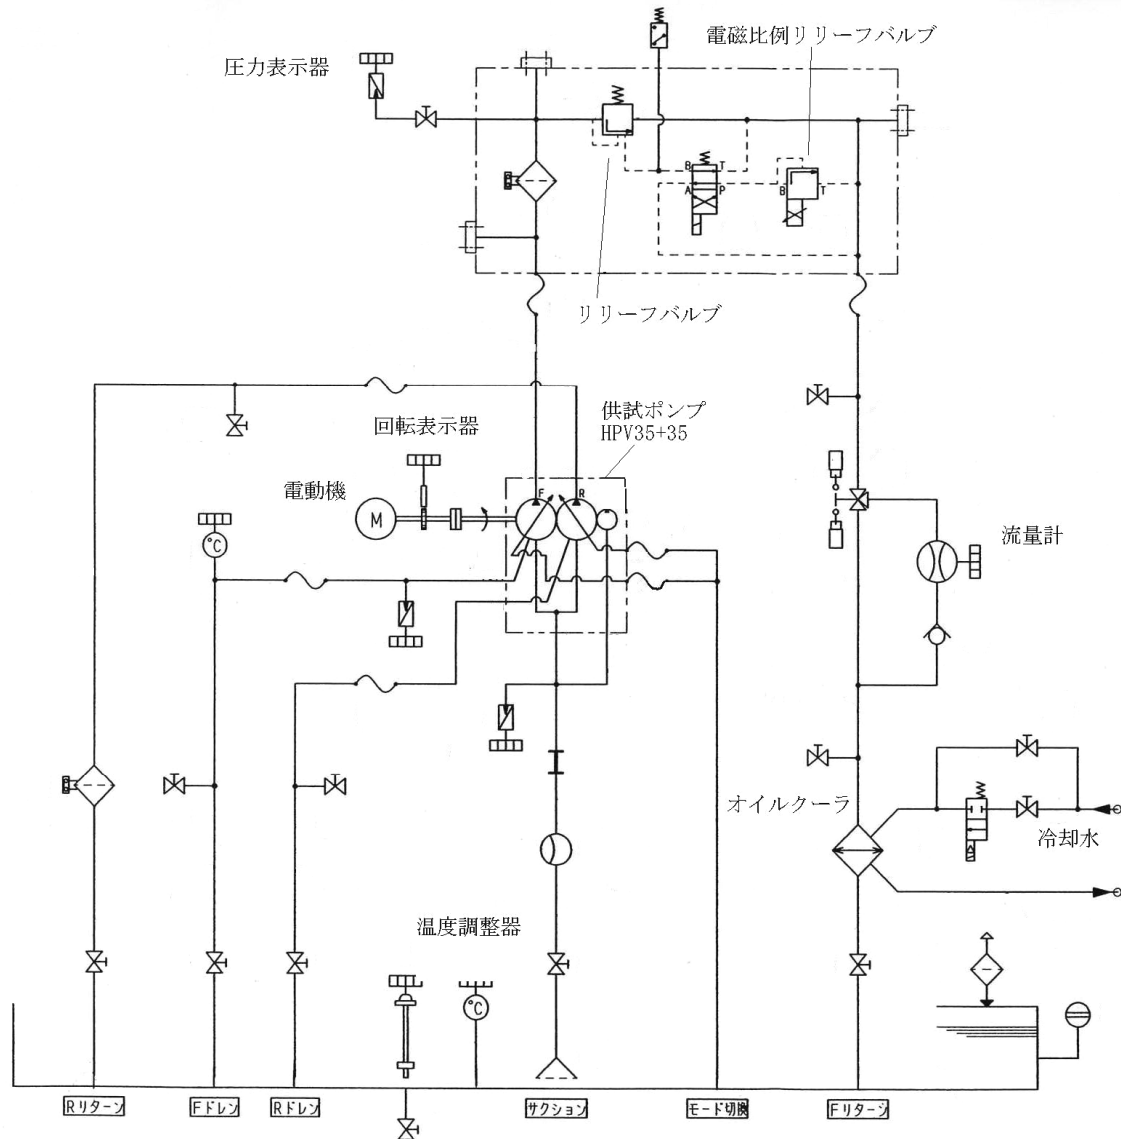 電磁比例リリーフバルブ
圧力表示器
B T
A P
B T
リリーフバルブ
供試ポンプ
HPV35+35
回転表示器
電動機
F R
M
℃
流量計
オイルクーラ
冷却水
温度調整器
℃
Rリターン
Fドレン
Rドレン
サクション
モード切換
Fリターン